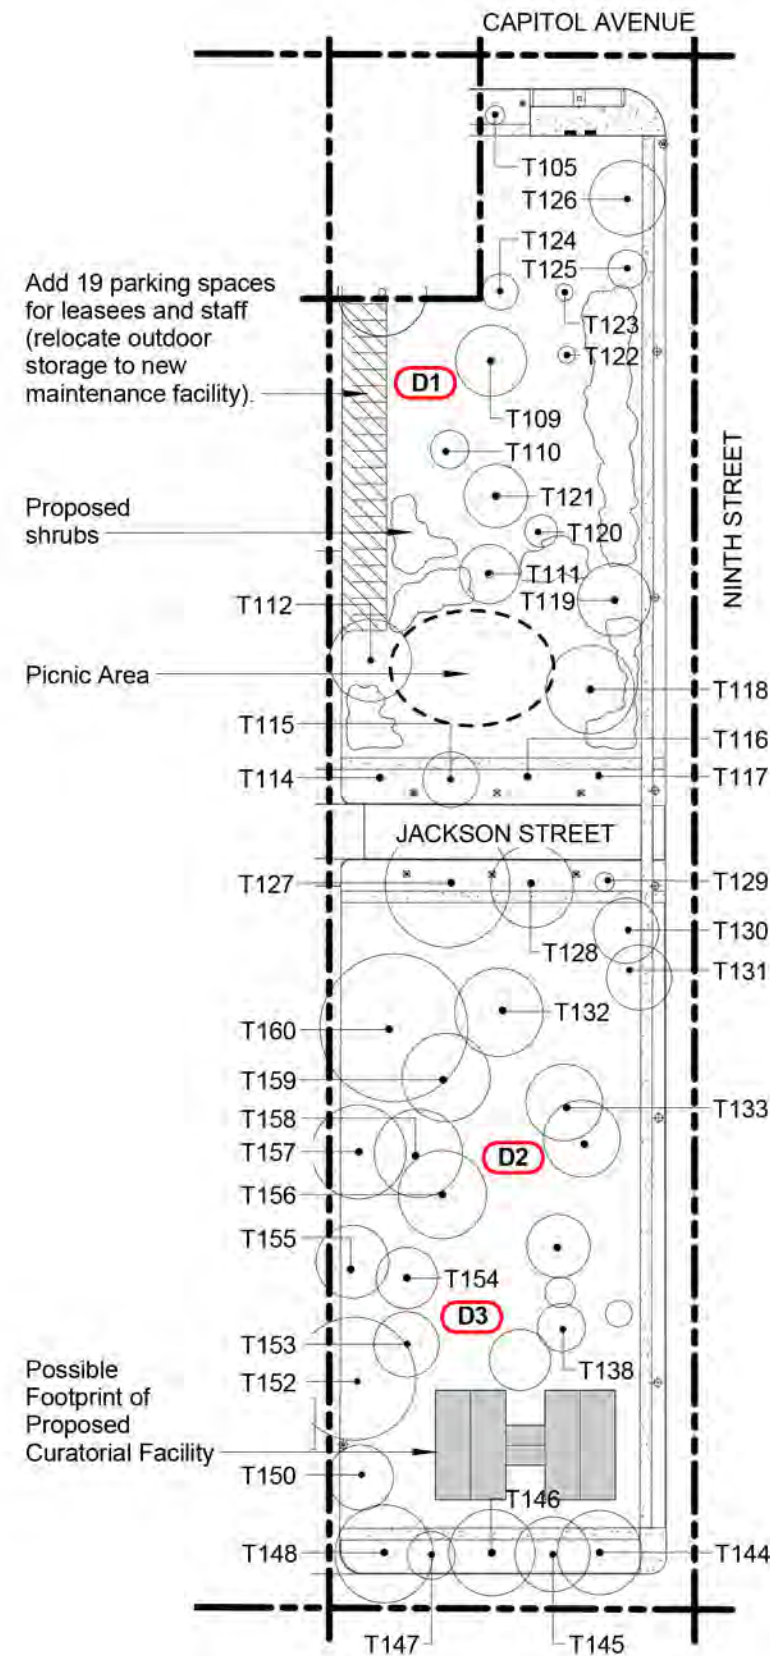 CAPITOL AVENUE
T105
T126
T124
T125
Add 19 parking spaces
for leasees and staff
(relocate outdoor
storage to new
maintenance facility).
T123
T122
D1
T109
T110
NINTH STREET
T121
Proposed
shrubs
T120
T111
T112
T119
Picnic Area
T118
T115
T116
T114
T117
JACKSON STREET
T127
T129
T130
T128
T131
T132
T160
T159
T133
T158
T157
D2
T156
T155
T154
D3
T153
T138
Possible
Footprint of
Proposed
Curatorial Facility
T152
T150
T146
T148
T144
T147
T145